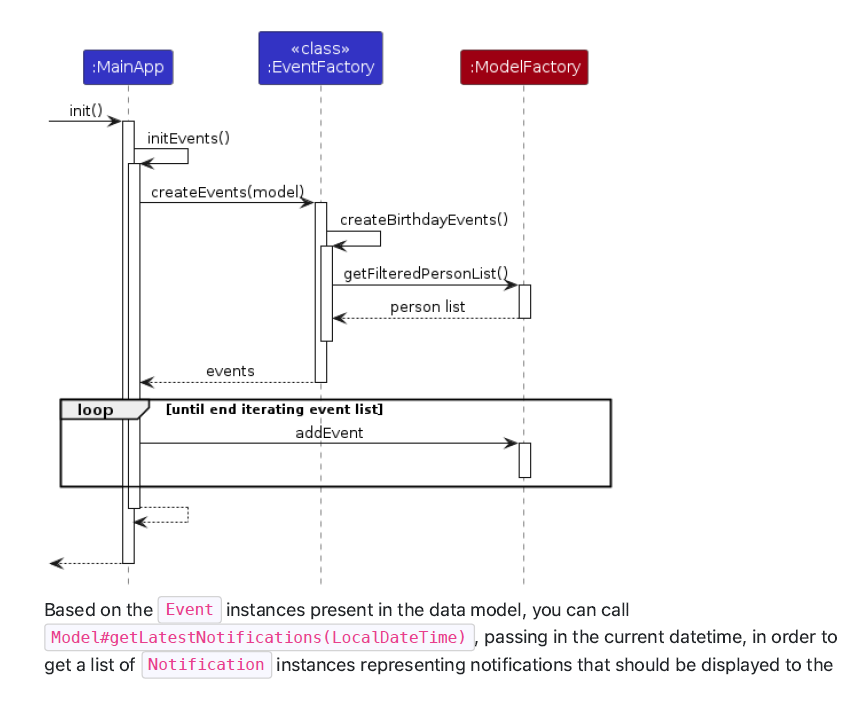 «class»
:MainApp :EventFactory :ModelFactory
init()
initEvents()
createEvents(model)
createBirthdayEvents()
getFilteredPersonList()
person list
events
loop [until end iterating event list]
addEvent
Based on the Event instances present in the data model, you can call
Model#getLatestNotifications(LocalDateTime), passing in the current datetime, in order to
get a list of Notification instances representing notifications that should be displayed to the